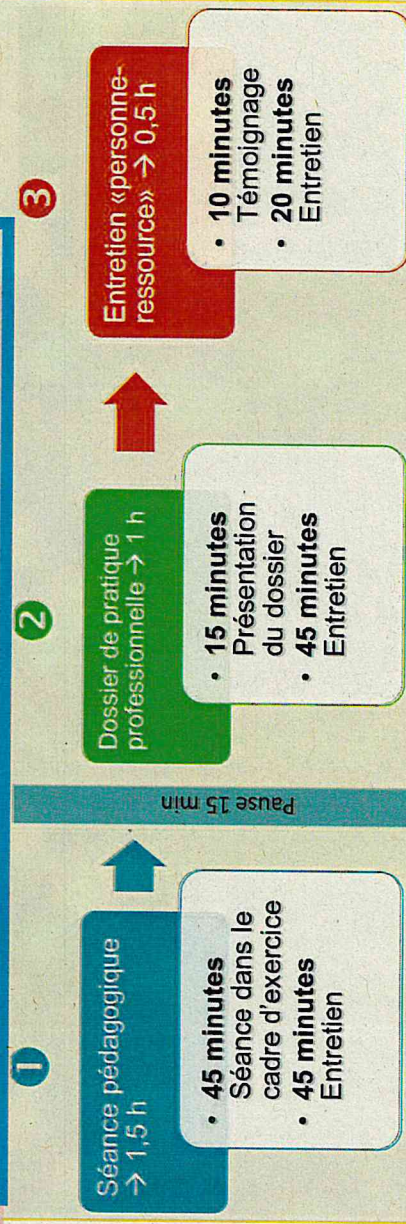 1
Séance pédagogique
→ 1,5 h
• 45 minutes
Séance dans le
cadre d'exercice
• 45 minutes
Entretien
Pause 15 min
2
Dossier de pratique
professionnelle → 1 h
• 15 minutes
Présentation
du dossier
• 45 minutes
Entretien
3
Entretien «personne-
ressource» → 0,5 h
• 10 minutes
Témoignage
• 20 minutes
Entretien